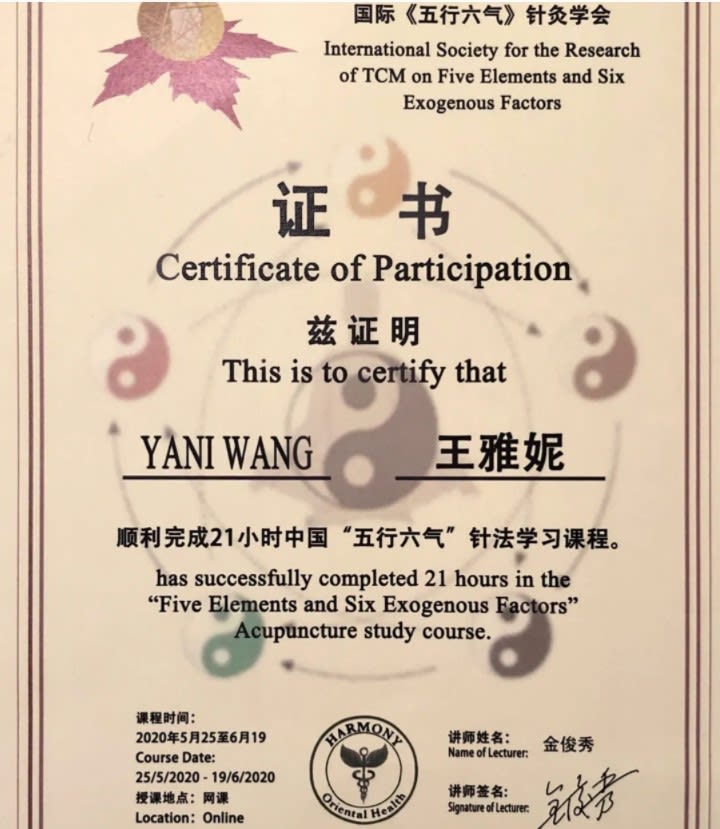 国际《五行六气》针灸学会
International Society for the Research
of TCM on Five Elements and Six
Exogenous Factors
证 书
Certificate of Participation
兹证明
This is to certify that
YANI WANG 王雅妮
顺利完成21小时中国“五行六气”针法学习课程。
has successfully completed 21 hours in the
“Five Elements and Six Exogenous Factors”
Acupuncture study course.
课程时间：
2020年5月25至6月19
Course Date:
25/5/2020 - 19/6/2020
授课地点：网课
Location: Online
HARMONY
Oriental Health
讲师姓名： 金俊秀
Name of Lecturer:
讲师签名：
Signature of Lecturer: